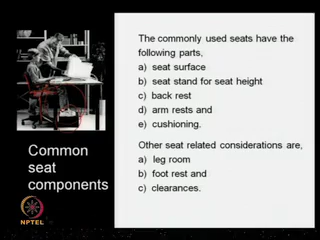 The commonly used seats have the
following parts,
a) seat surface
b) seat stand for seat height
c) back rest
d) arm rests and
e) cushioning.
Other seat related considerations are,
a) leg room
b) foot rest and
c) clearances.
Common
seat
components
NPTEL